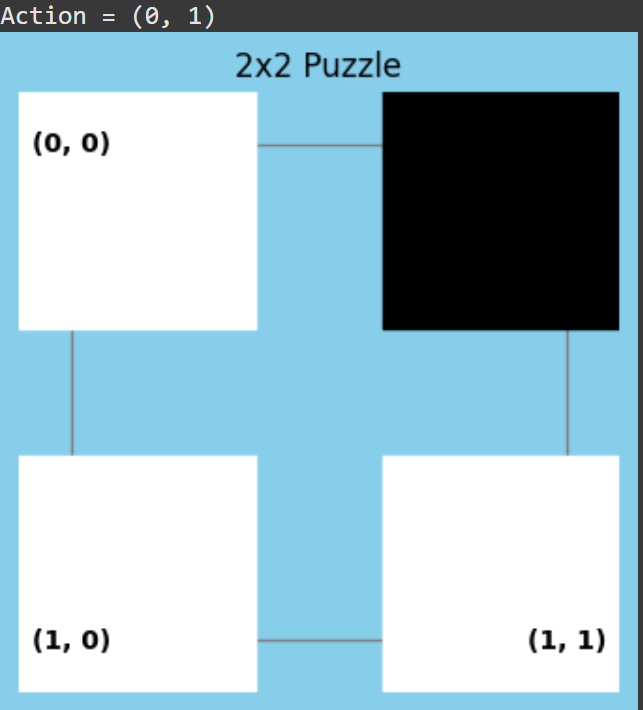 Action = (0, 1)
2x2 Puzzle
(0, 0)
(1, 0) (1, 1)